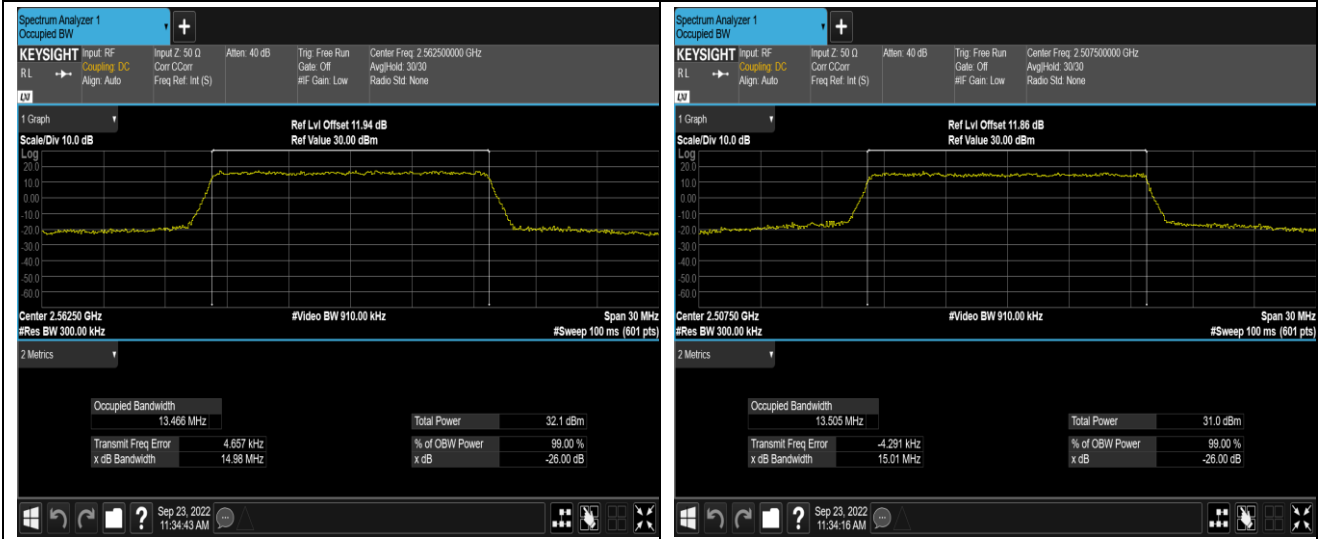 Spectrum Analyzer 1
Occupied BW
+
KEYSIGHT Input: RF Input Z: 50 Ω Atten: 40 dB Trig: Free Run Center Freq: 2.562500000 GHz
RL Coupling: DC Corr CCorr Gate: Off Avg|Hold: 30/30
Align: Auto Freq Ref: Int (S) #IF Gain: Low Radio Std: None
LXI
1 Graph
Ref Lvl Offset 11.94 dB
Scale/Div 10.0 dB Ref Value 30.00 dBm
Log
20.0
10.0
0.00
-10.0
-20.0
-30.0
-40.0
-50.0
-60.0
Center 2.56250 GHz #Video BW 910.00 kHz Span 30 MHz
#Res BW 300.00 kHz #Sweep 100 ms (601 pts)
2 Metrics
Occupied Bandwidth
13.466 MHz Total Power 32.1 dBm
Transmit Freq Error 4.657 kHz % of OBW Power 99.00 %
x dB Bandwidth 14.98 MHz x dB -26.00 dB
? Sep 23, 2022
11:34:43 AM
Spectrum Analyzer 1
Occupied BW
+
KEYSIGHT Input: RF Input Z: 50 Ω Atten: 40 dB Trig: Free Run Center Freq: 2.507500000 GHz
RL Coupling: DC Corr CCorr Gate: Off Avg|Hold: 30/30
Align: Auto Freq Ref: Int (S) #IF Gain: Low Radio Std: None
LXI
1 Graph
Ref Lvl Offset 11.86 dB
Scale/Div 10.0 dB Ref Value 30.00 dBm
Log
20.0
10.0
0.00
-10.0
-20.0
-30.0
-40.0
-50.0
-60.0
Center 2.50750 GHz #Video BW 910.00 kHz Span 30 MHz
#Res BW 300.00 kHz #Sweep 100 ms (601 pts)
2 Metrics
Occupied Bandwidth
13.505 MHz Total Power 31.0 dBm
Transmit Freq Error -4.291 kHz % of OBW Power 99.00 %
x dB Bandwidth 15.01 MHz x dB -26.00 dB
? Sep 23, 2022
11:34:16 AM